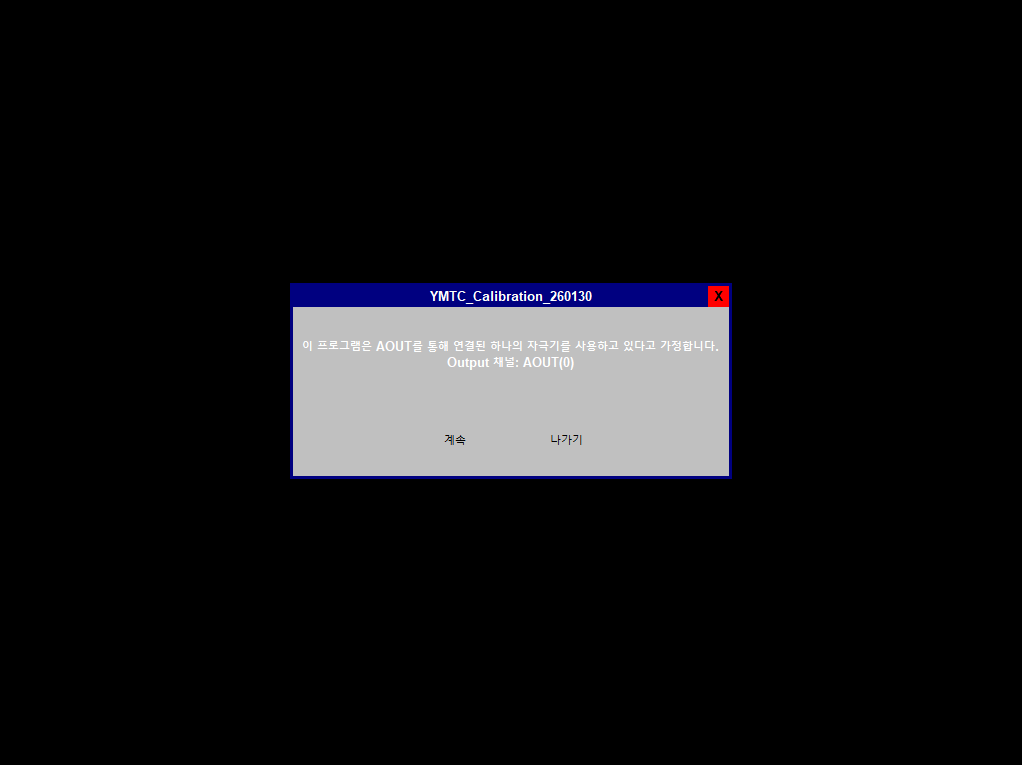 YMTC_Calibration_260130
X
이 프로그램은 AOUT를 통해 연결된 하나의 자극기를 사용하고 있다고 가정합니다.
Output 채널: AOUT(0)
계속
나가기